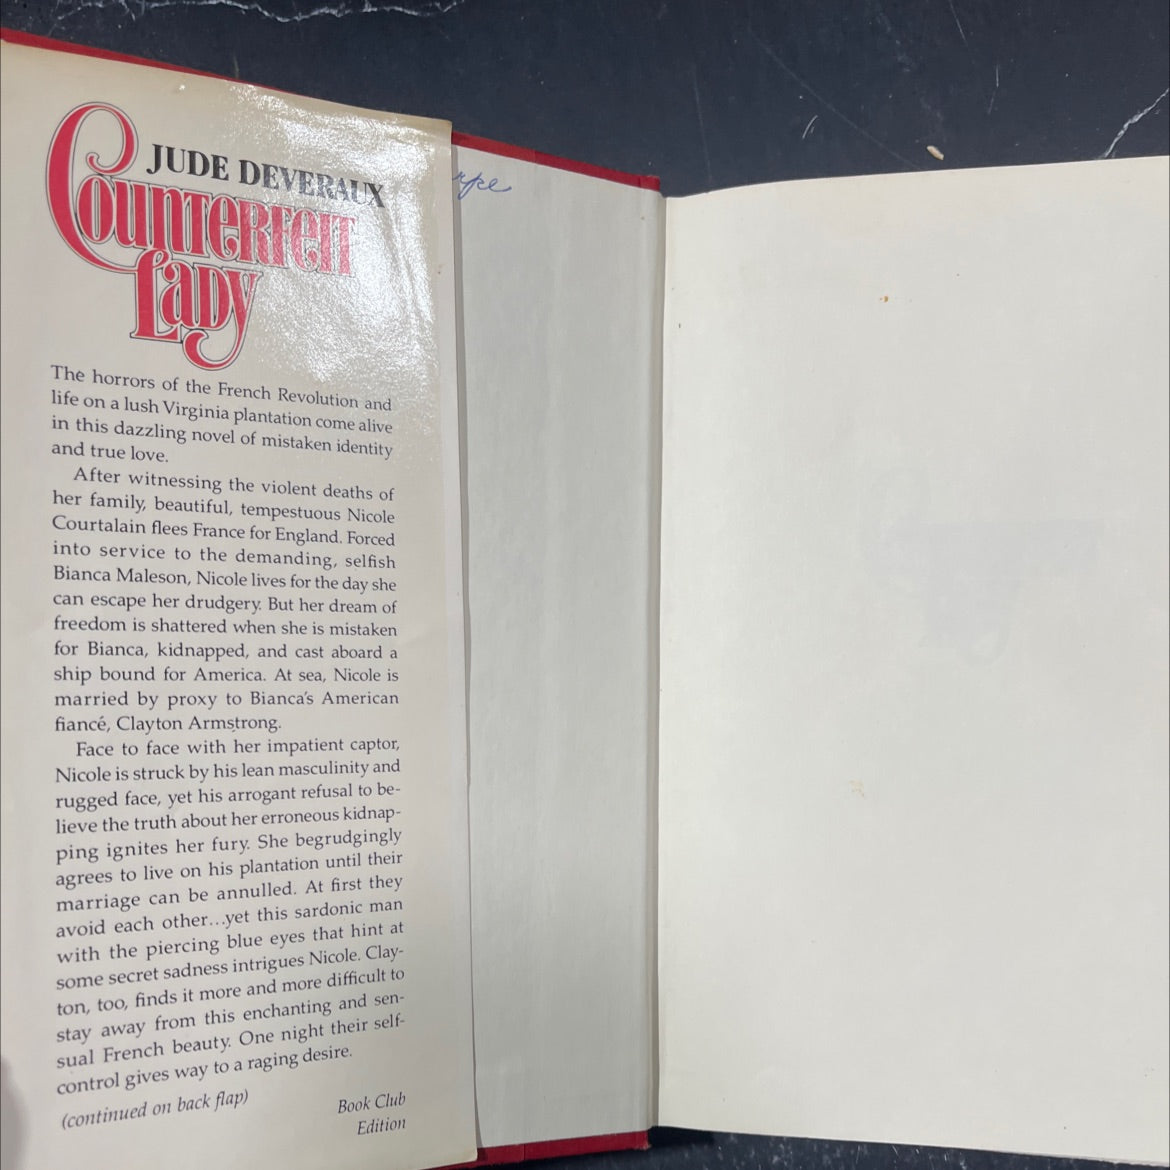 JUDE DEVERAUX
Counterfeit
Lady
The horrors of the French Revolution and
life on a lush Virginia plantation come alive
in this dazzling novel of mistaken identity
and true love.
After witnessing the violent deaths of
her family, beautiful, tempestuous Nicole
Courtalain flees France for England. Forced
into service to the demanding, selfish
Bianca Maleson, Nicole lives for the day she
can escape her drudgery. But her dream of
freedom is shattered when she is mistaken
for Bianca, kidnapped, and cast aboard a
ship bound for America. At sea, Nicole is
married by proxy to Bianca's American
fiancé, Clayton Armstrong.
Face to face with her impatient captor,
Nicole is struck by his lean masculinity and
rugged face, yet his arrogant refusal to be-
lieve the truth about her erroneous kidnap-
ping ignites her fury. She begrudgingly
agrees to live on his plantation until their
marriage can be annulled. At first they
avoid each other...yet this sardonic man
with the piercing blue eyes that hint at
some secret sadness intrigues Nicole. Clay-
ton, too, finds it more and more difficult to
stay away from this enchanting and sen-
sual French beauty. One night their self-
control gives way to a raging desire.
(continued on back flap)
Book Club
Edition